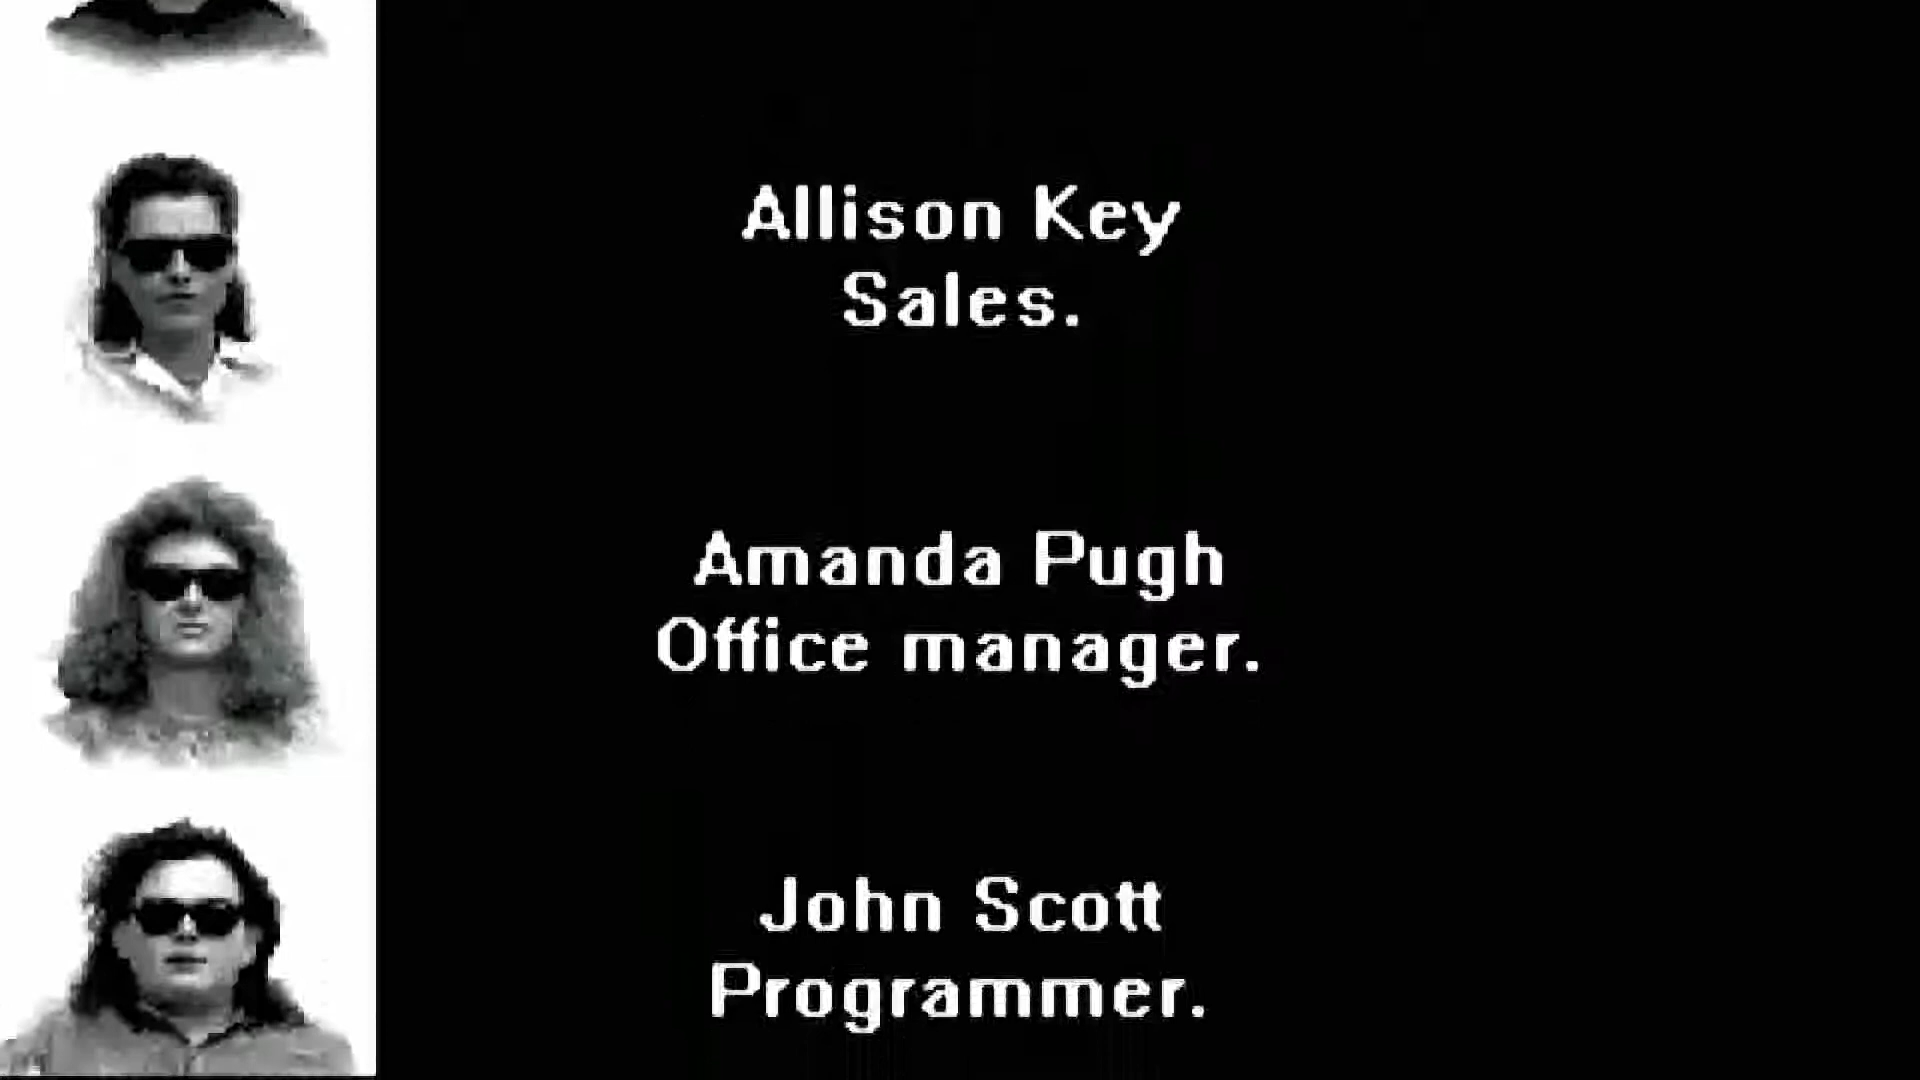 Allison Key
Sales.
Amanda Pugh
Office manager.
John Scott
Programmer.